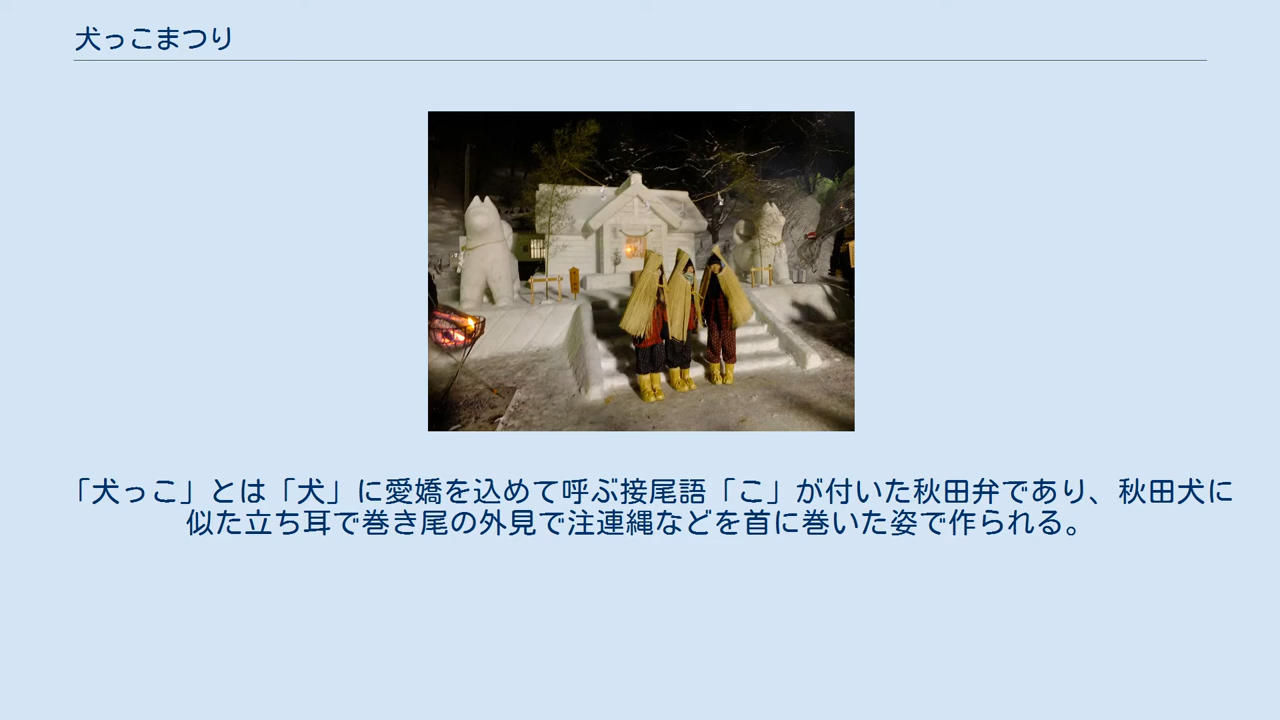 犬っこまつり
「犬っこ」とは「犬」に愛嬌を込めて呼ぶ接尾語「こ」が付いた秋田弁であり、秋田犬に
似た立ち耳で巻き尾の外見で注連縄などを首に巻いた姿で作られる。